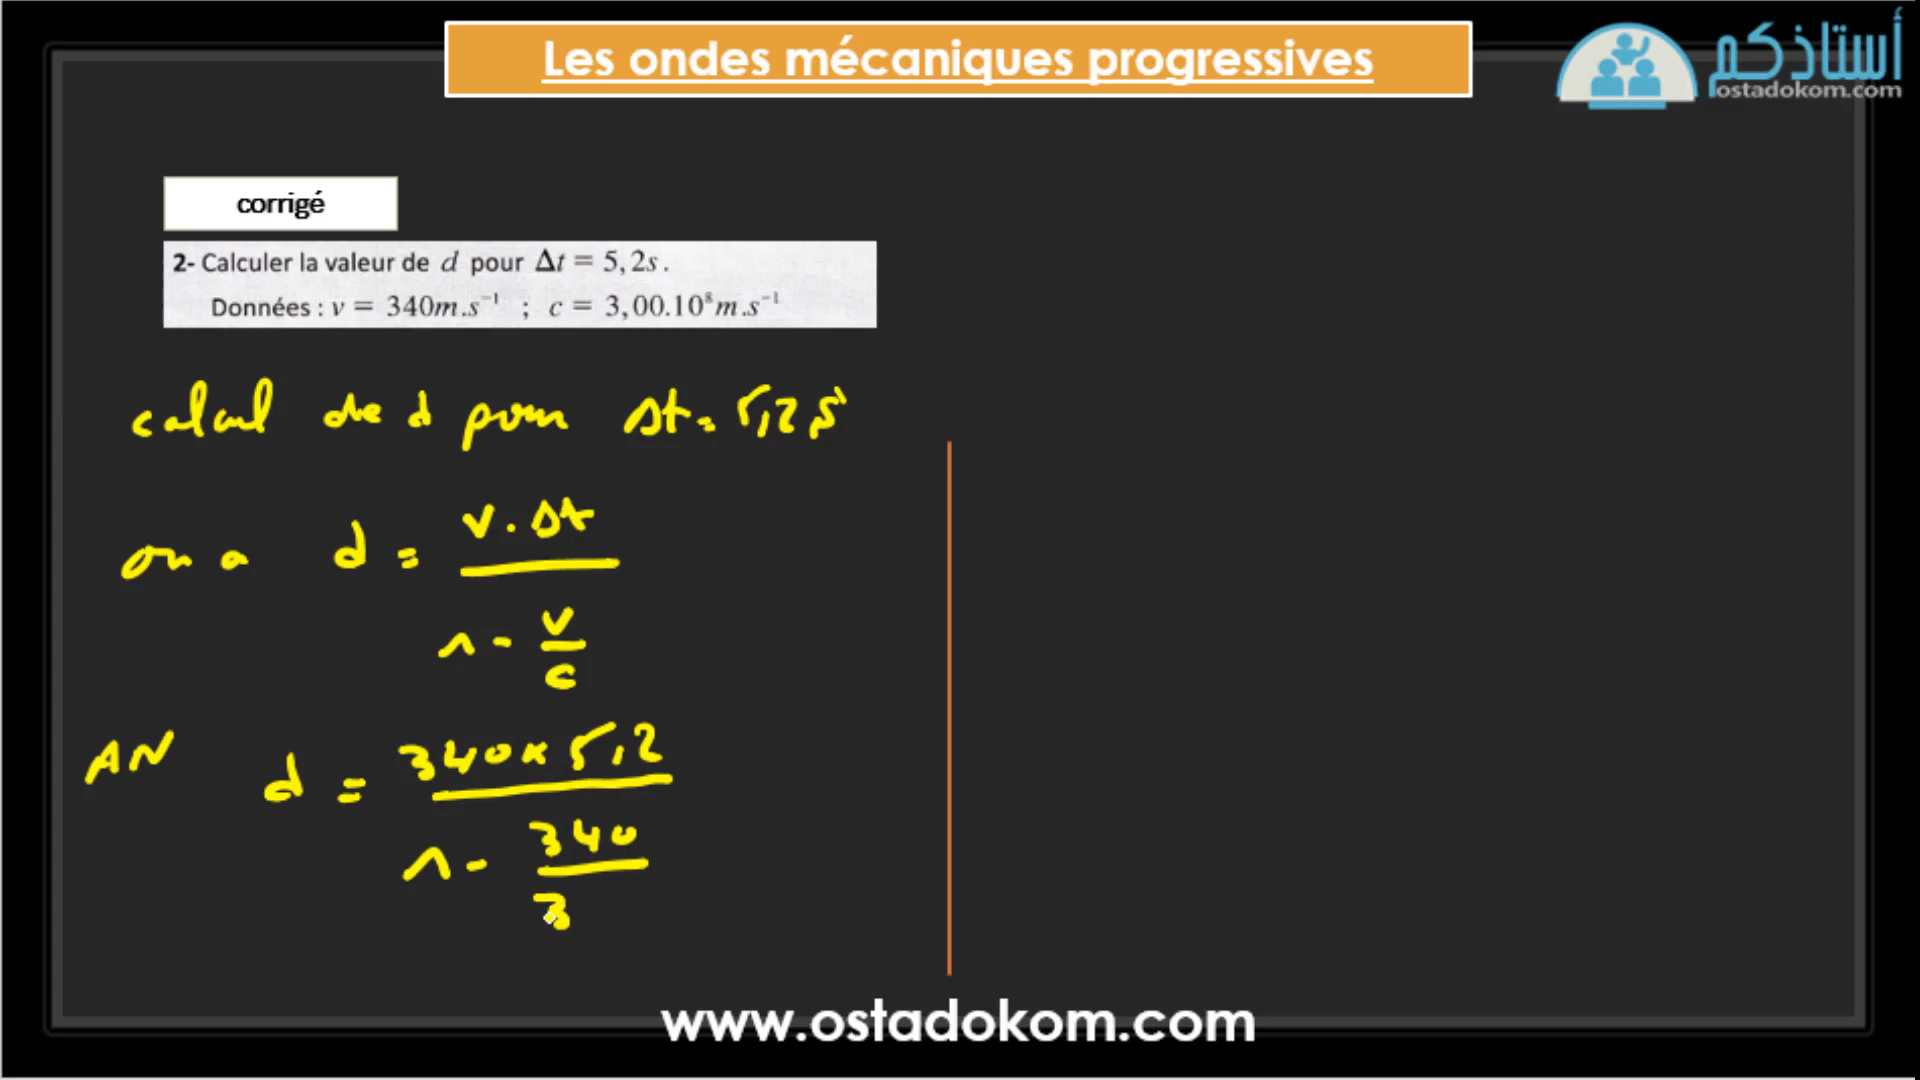 Les ondes mécaniques progressives
أستاذكم
ostadokom.com
corrigé
2- Calculer la valeur de d pour Δt = 5,2s.
Données : v = 340m.s⁻¹ ; c = 3,00.10⁸m.s⁻¹
calcul de d pour Δt = 5,2 s
on a d = v . Δt
1 - v
c
AN d = 340 x 5,2
1 - 340
3
www.ostadokom.com